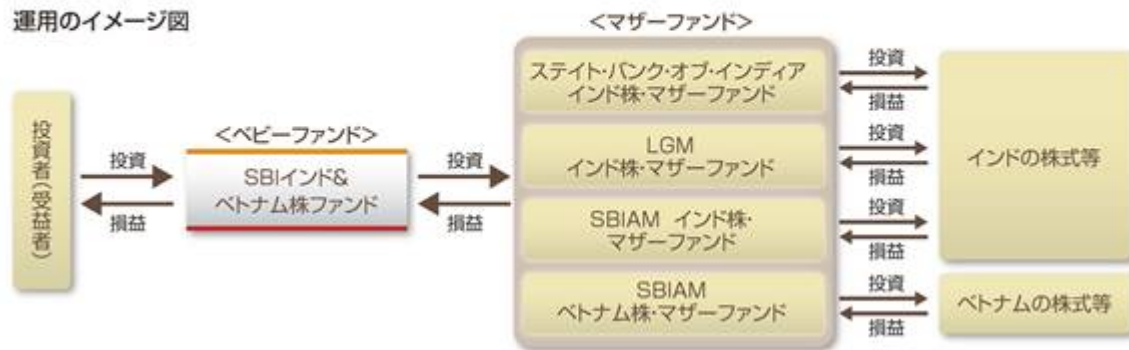 運用のイメージ図
<マザーファンド>
ステイト・バンク・オブ・インディア
インド株・マザーファンド
投資
損益
投資者(受益者)
投資
損益
<ベビーファンド>
SBIインド&
ベトナム株ファンド
投資
損益
LGM
インド株・マザーファンド
投資
損益
インドの株式等
SBIAM インド株・
マザーファンド
投資
損益
SBIAM
ベトナム株・マザーファンド
投資
損益
ベトナムの株式等